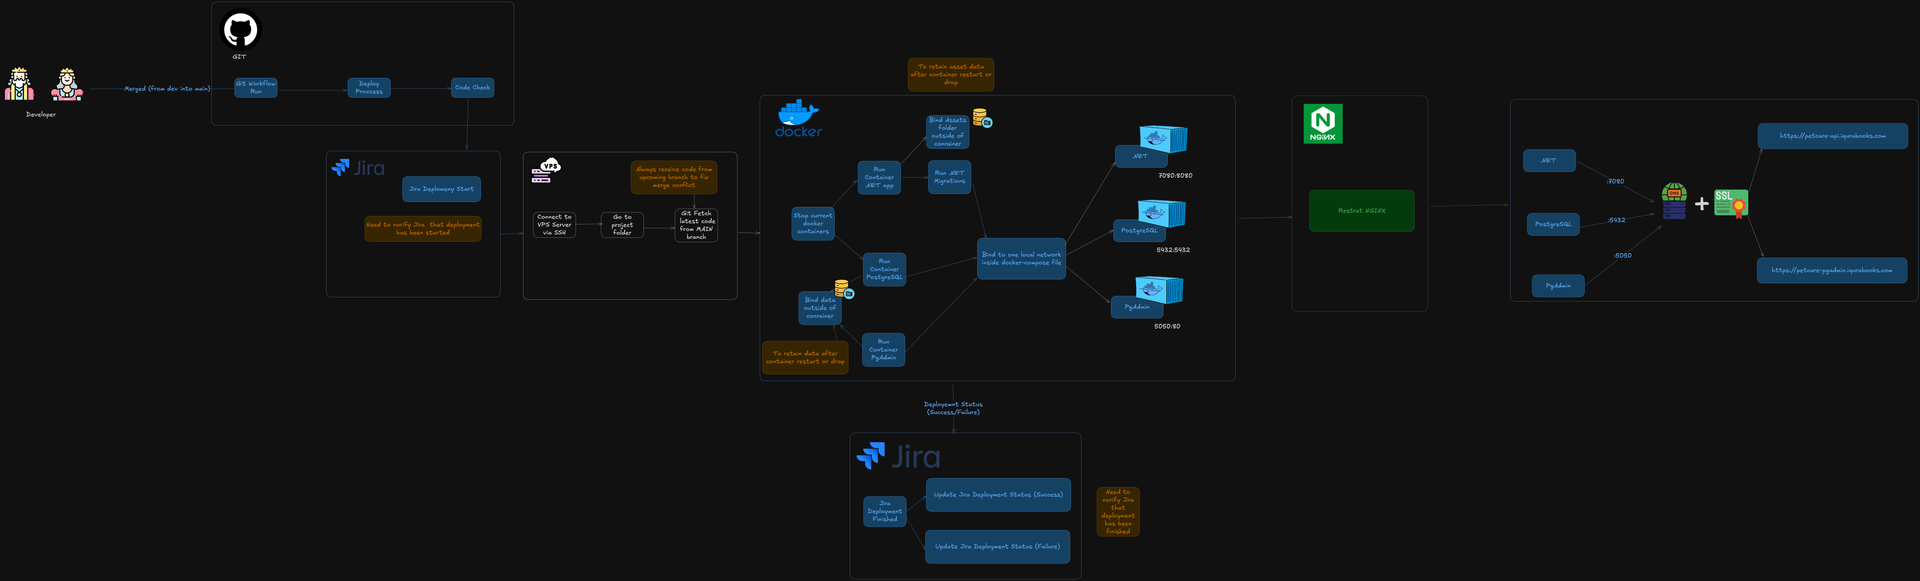 GIT
Developer
Merged (from dev into main)
Git Workflow
Run
Deploy
Proccess
Code Check
Jira
Jira Deplomeny Start
Need to norify Jira that deployment
has been started
VPS
Always receive code from
upcoming branch to fix
merge conflict
Connect to
VPS Server
via SSH
Go to
project
folder
Git Fetch
latest code
from MAIN
branch
To retain asset data
after container restart or
drop
docker
Bind Assets
folder
outside of
conrainer
Run
Container
.NET app
Run .NET
Migrations
Stop current
docker
containers
Run
Container
PostgreSQL
Bind data
outside of
conrainer
To retain data after
container restart or drop
Run
Container
PgAdmin
Bind to one local network
inside docker-compose file
.NET
7080:8080
PostgreSQL
5432:5432
PgAdmin
5050:80
NGINX
Restrat NGINX
.NET
:7080
PostgreSQL
:5432
PgAdmin
:5050
DNS
SSL
https://petcare-api.iqurabooks.com
https://petcare-pgadmin.iqurabooks.com
Deployemnt Status
(Success/Failure)
Jira
Jira
Deployment
Finished
Update Jira Deployment Status (Success)
Update Jira Deployment Status (Failure)
Need to
norify Jira
that
deployment
has been
finished